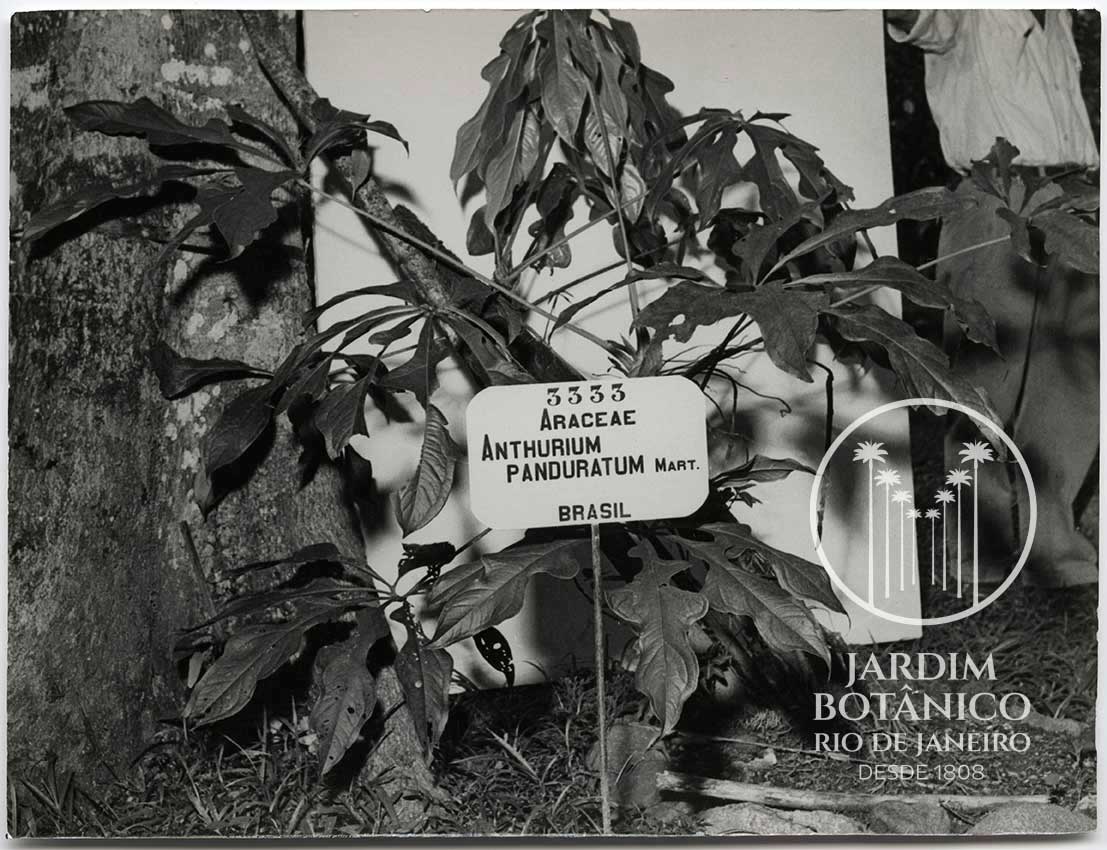 3333
ARACEAE
ANTHURIUM
PANDURATUM MART.
BRASIL
JARDIM
BOTÂNICO
RIO DE JANEIRO
DESDE 1808